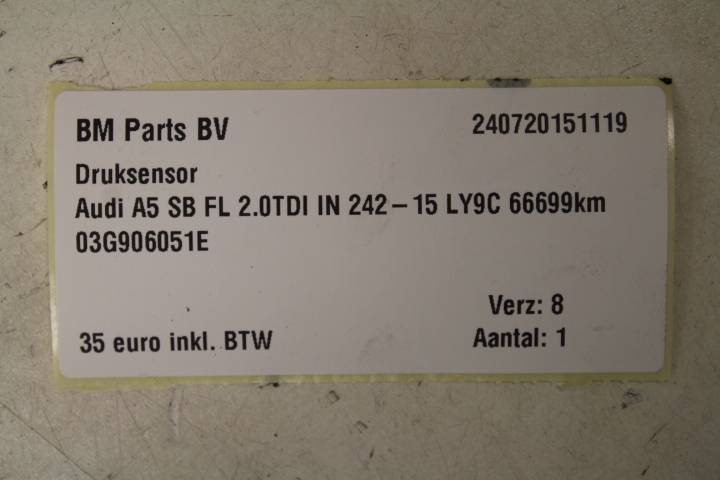 BM Parts BV 240720151119
Druksensor
Audi A5 SB FL 2.0TDI IN 242-15 LY9C 66699km
03G906051E
Verz: 8
35 euro inkl. BTW Aantal: 1